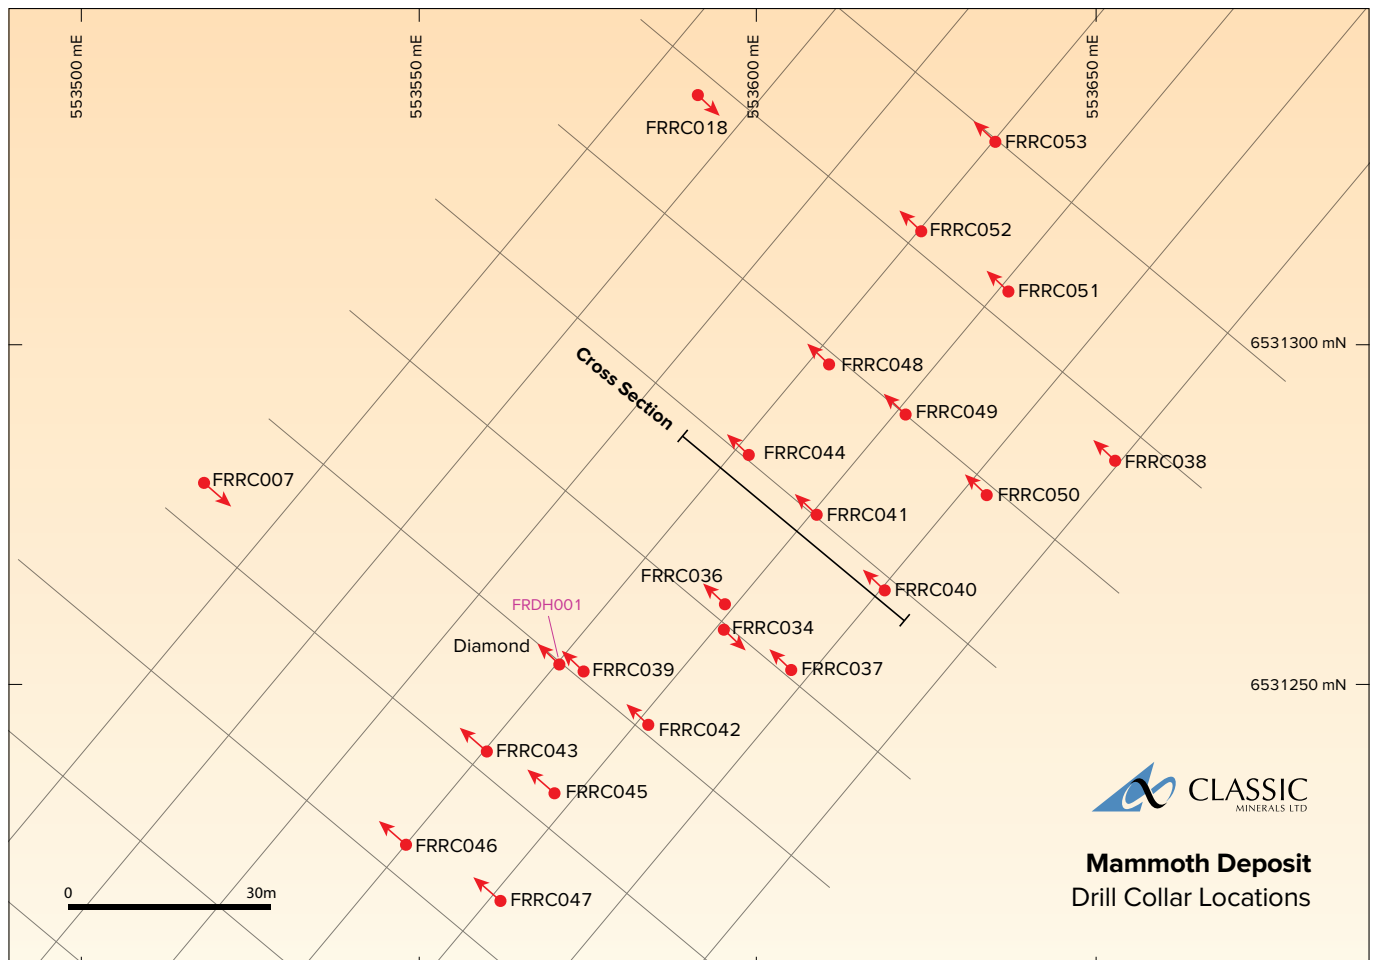 553500 mE
553550 mE
553600 mE
553650 mE
FRRC018
FRRC053
FRRC052
FRRC051
6531300 mN
Cross Section
FRRC048
FRRC049
FRRC044
FRRC038
FRRC007
FRRC050
FRRC041
FRRC036
FRRC040
FRDH001
FRRC034
Diamond
FRRC039
FRRC037
6531250 mN
FRRC042
FRRC043
FRRC045
CLASSIC
MINERALS LTD
FRRC046
Mammoth Deposit
0 30m
FRRC047
Drill Collar Locations